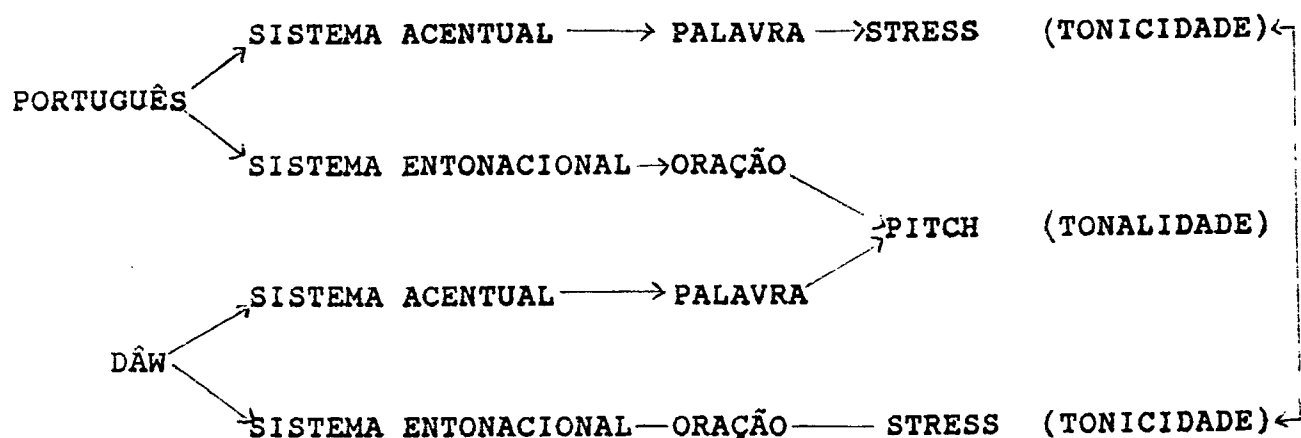 SISTEMA ACENTUAL → PALAVRA → STRESS (TONICIDADE)
PORTUGUÊS
SISTEMA ENTONACIONAL → ORAÇÃO
PITCH (TONALIDADE)
SISTEMA ACENTUAL → PALAVRA
DÂW
SISTEMA ENTONACIONAL — ORAÇÃO — STRESS (TONICIDADE)